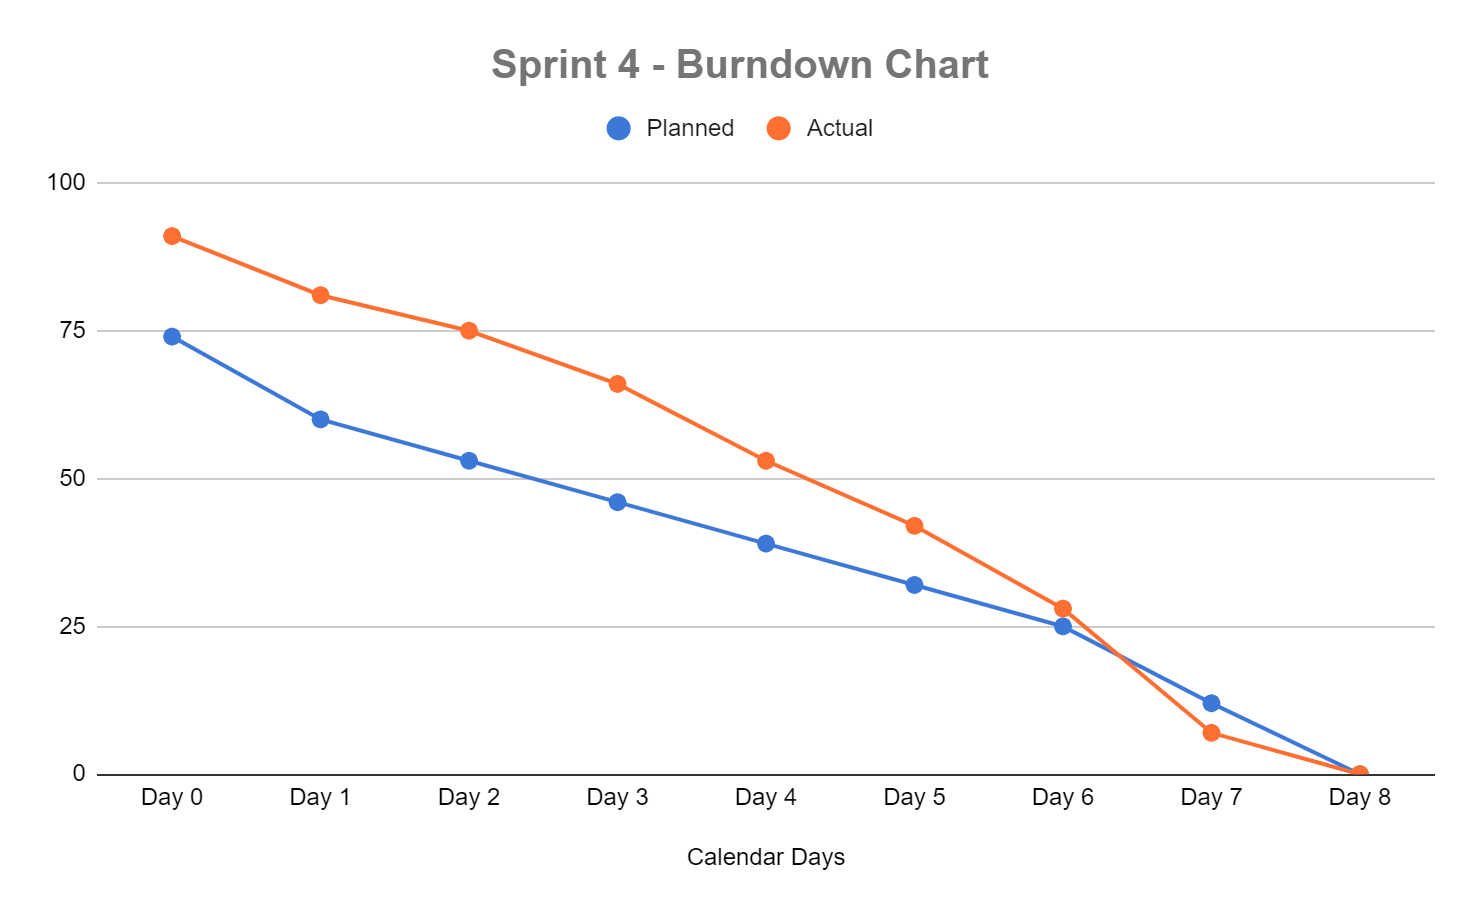 Sprint 4 - Burndown Chart
Planned Actual
100
75
50
25
0
Day 0 Day 1 Day 2 Day 3 Day 4 Day 5 Day 6 Day 7 Day 8
Calendar Days